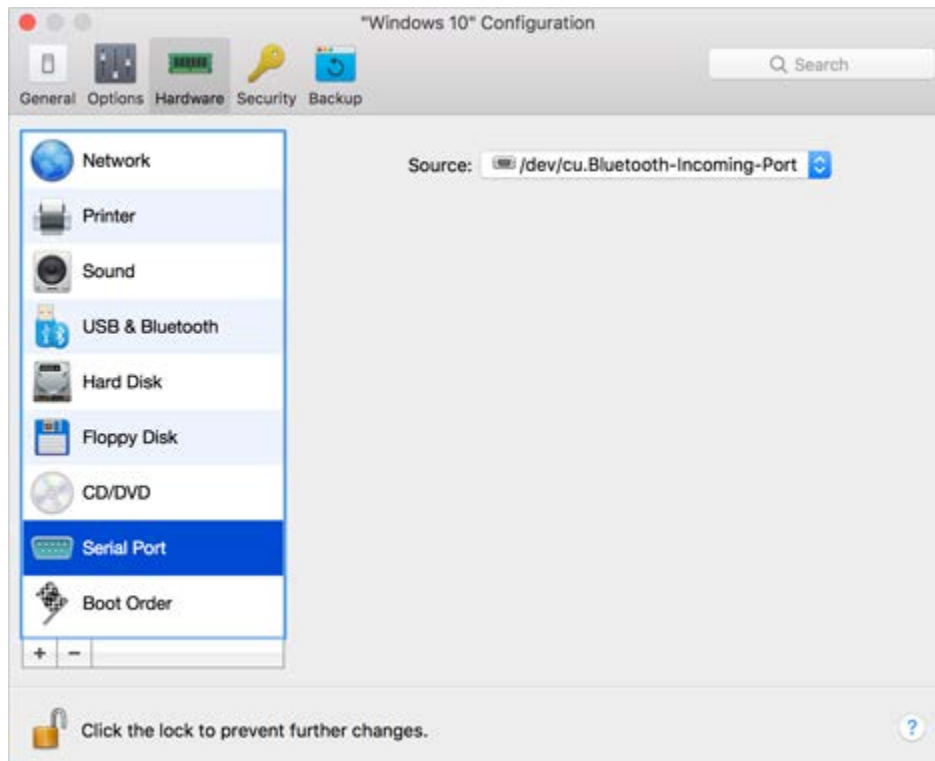 "Windows 10" Configuration
Search
General Options Hardware Security Backup
Network
Source: /dev/cu.Bluetooth-Incoming-Port
Printer
Sound
USB & Bluetooth
Hard Disk
Floppy Disk
CD/DVD
Serial Port
Boot Order
+ −
Click the lock to prevent further changes.
?